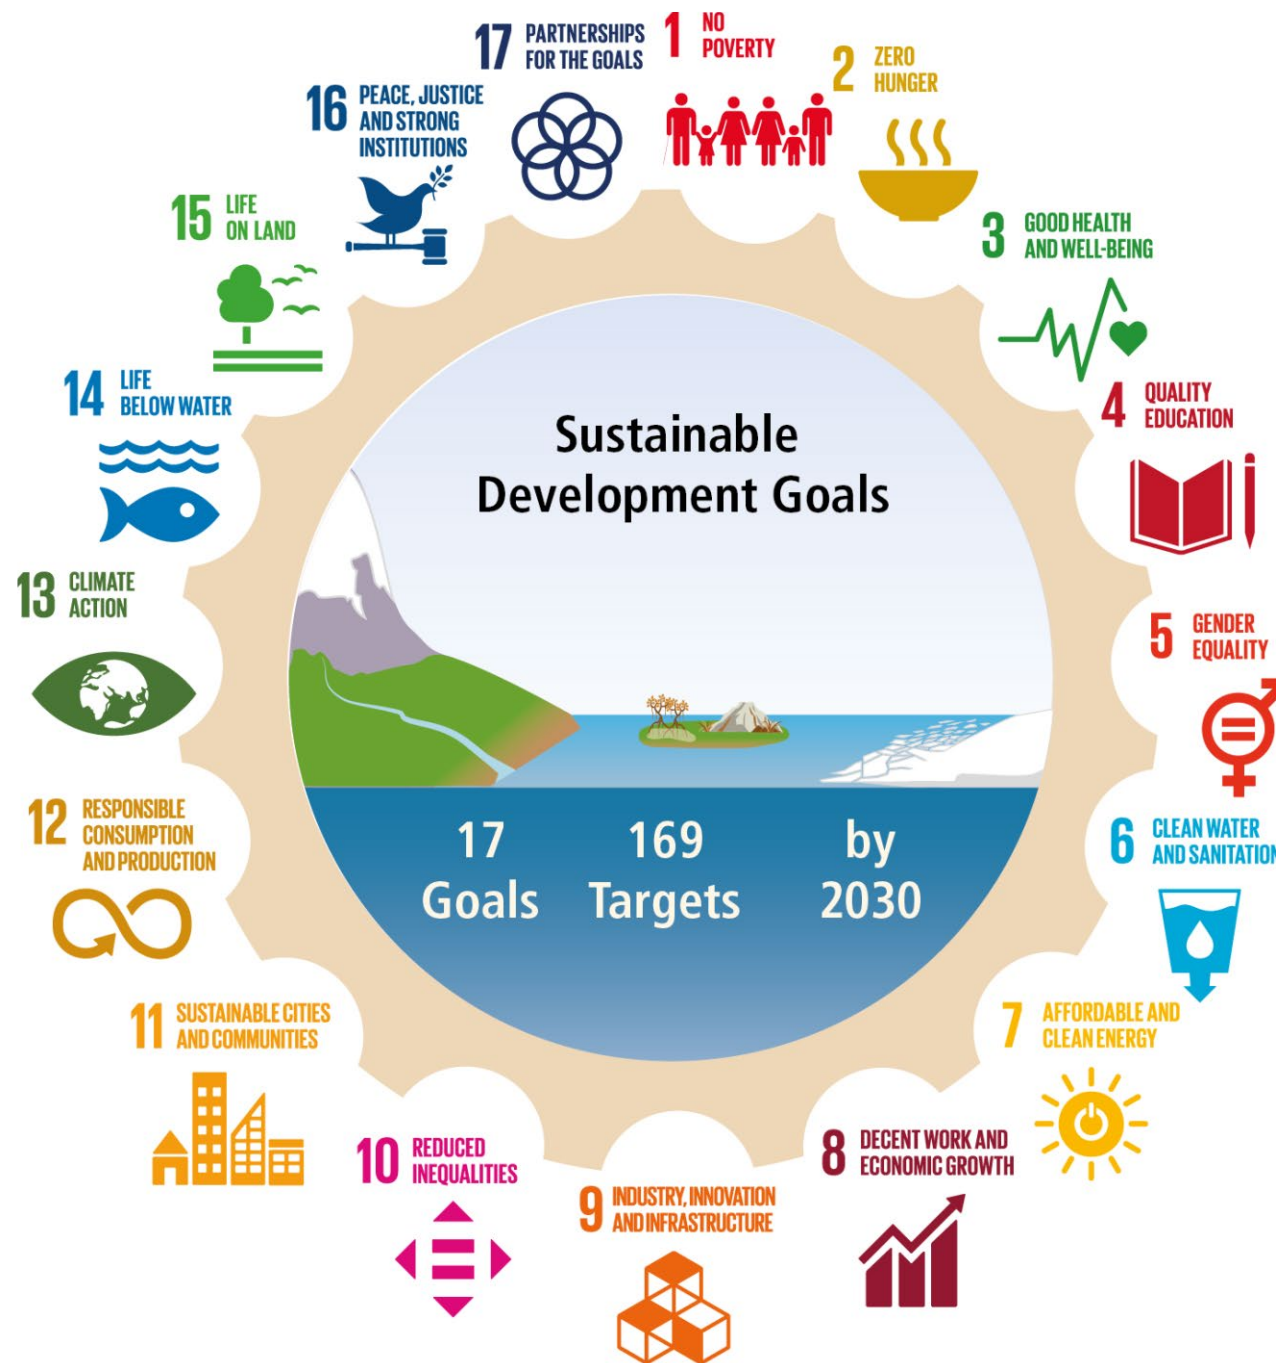 17 PARTNERSHIPS
FOR THE GOALS
1 NO
POVERTY
2 ZERO
HUNGER
3 GOOD HEALTH
AND WELL-BEING
4 QUALITY
EDUCATION
5 GENDER
EQUALITY
6 CLEAN WATER
AND SANITATION
7 AFFORDABLE AND
CLEAN ENERGY
8 DECENT WORK AND
ECONOMIC GROWTH
9 INDUSTRY, INNOVATION
AND INFRASTRUCTURE
10 REDUCED
INEQUALITIES
11 SUSTAINABLE CITIES
AND COMMUNITIES
12 RESPONSIBLE
CONSUMPTION
AND PRODUCTION
13 CLIMATE
ACTION
14 LIFE
BELOW WATER
15 LIFE
ON LAND
16 PEACE, JUSTICE
AND STRONG
INSTITUTIONS
Sustainable
Development Goals
17 169 by
Goals Targets 2030